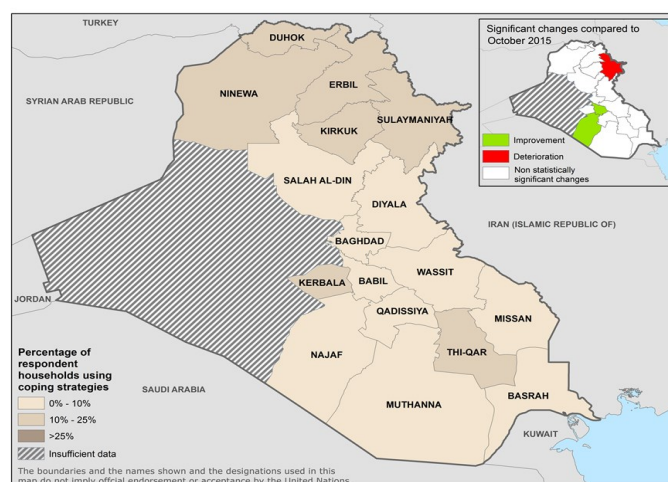 TURKEY
SYRIAN ARAB REPUBLIC
JORDAN
SAUDI ARABIA
IRAN (ISLAMIC REPUBLIC OF)
KUWAIT
DUHOK
NINEWA
ERBIL
SULAYMANIYAH
KIRKUK
SALAH AL-DIN
DIYALA
BAGHDAD
KERBALA
BABIL
WASSIT
QADISSIYA
MISSAN
NAJAF
THI-QAR
MUTHANNA
BASRAH
Significant changes compared to
October 2015
Improvement
Deterioration
Non statistically
significant changes
Percentage of
respondent
households using
coping strategies
0% - 10%
10% - 25%
>25%
Insufficient data
The boundaries and the names shown and the designations used in this
map do not imply offcial endorsement or acceptance by the United Nations